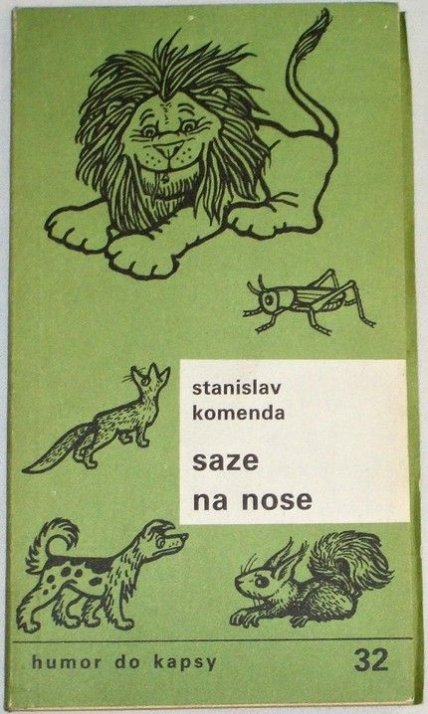 stanislav
komenda
saze
na nose
humor do kapsy 32